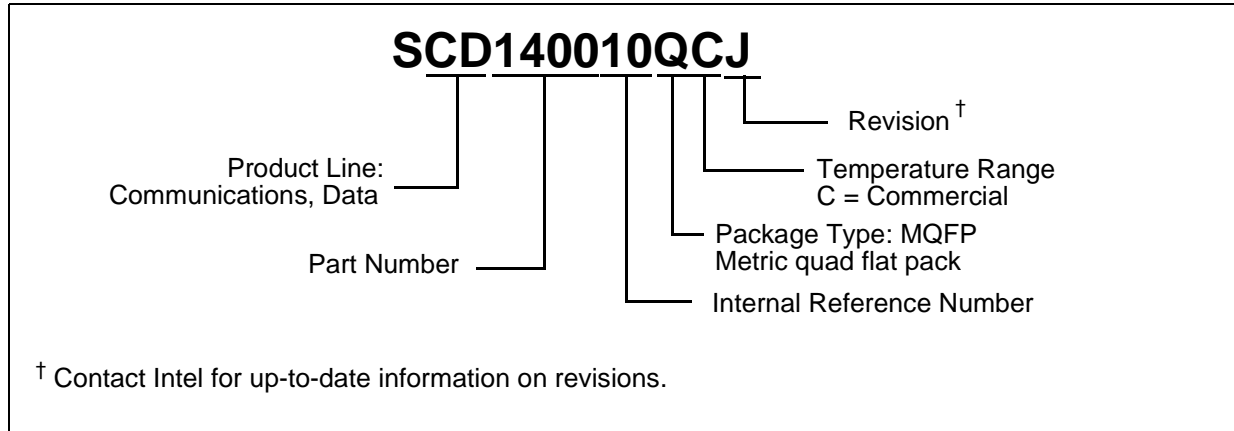 SCD140010QCJ
Revision †
Product Line:
Communications, Data
Temperature Range
C = Commercial
Package Type: MQFP
Metric quad flat pack
Part Number
Internal Reference Number
† Contact Intel for up-to-date information on revisions.